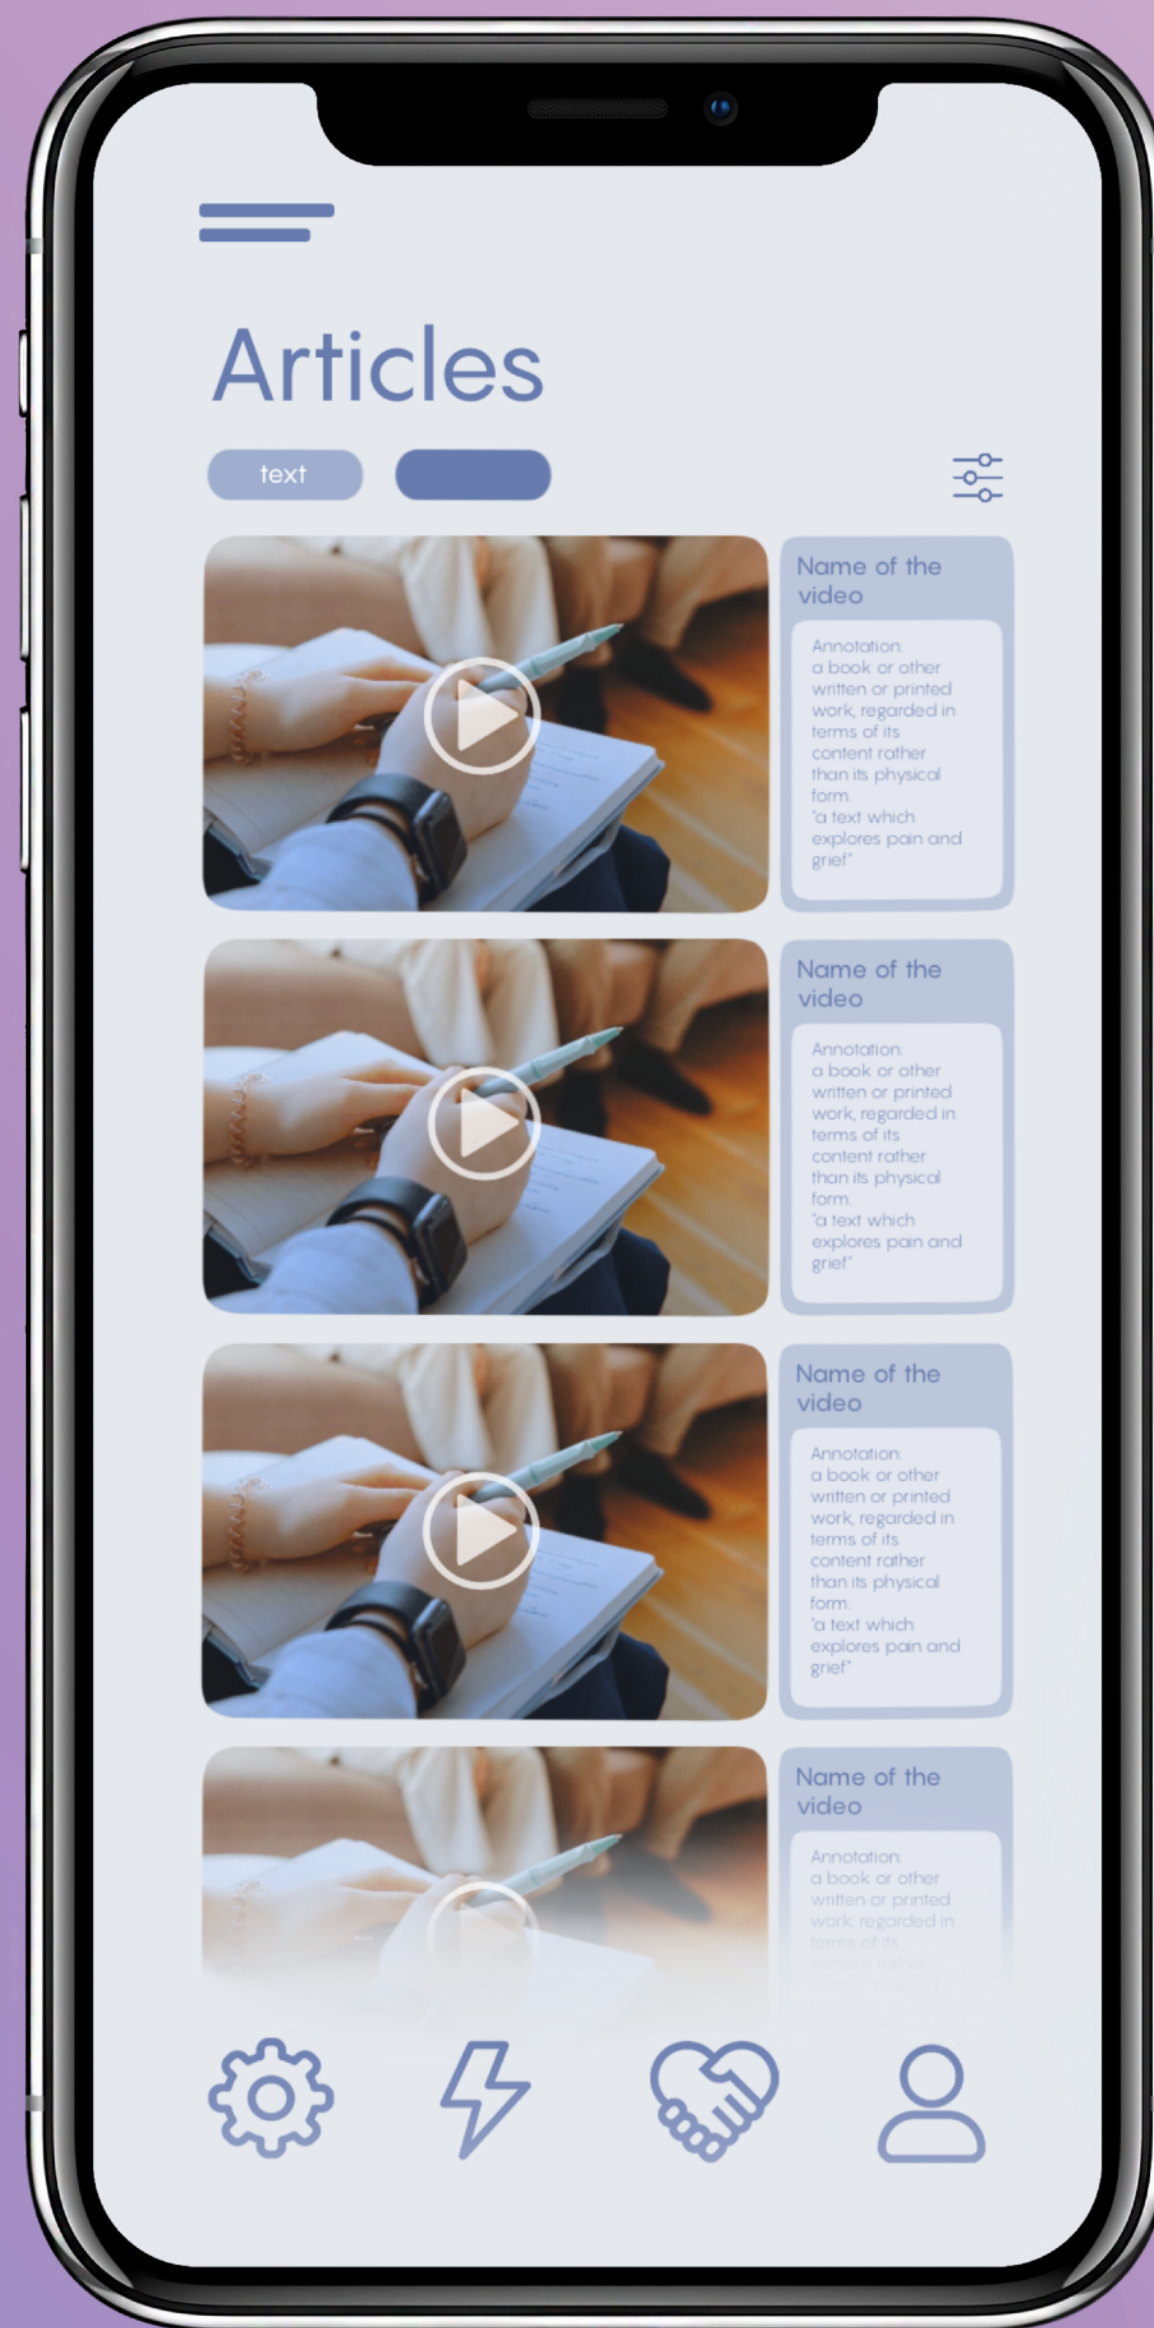 Articles
text
Name of the
video
Annotation:
a book or other
written or printed
work, regarded in
terms of its
content rather
than its physical
form.
"a text which
explores pain and
grief"
Name of the
video
Annotation:
a book or other
written or printed
work, regarded in
terms of its
content rather
than its physical
form.
"a text which
explores pain and
grief"
Name of the
video
Annotation:
a book or other
written or printed
work, regarded in
terms of its
content rather
than its physical
form.
"a text which
explores pain and
grief"
Name of the
video
Annotation:
a book or other
written or printed
work, regarded in
terms of its
content rather